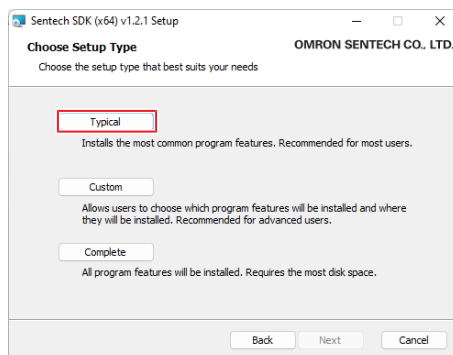 Sentech SDK (x64) v1.2.1 Setup
Choose Setup Type
OMRON SENTECH CO., LTD.
Choose the setup type that best suits your needs
Typical
Installs the most common program features. Recommended for most users.
Custom
Allows users to choose which program features will be installed and where
they will be installed. Recommended for advanced users.
Complete
All program features will be installed. Requires the most disk space.
Back Next Cancel